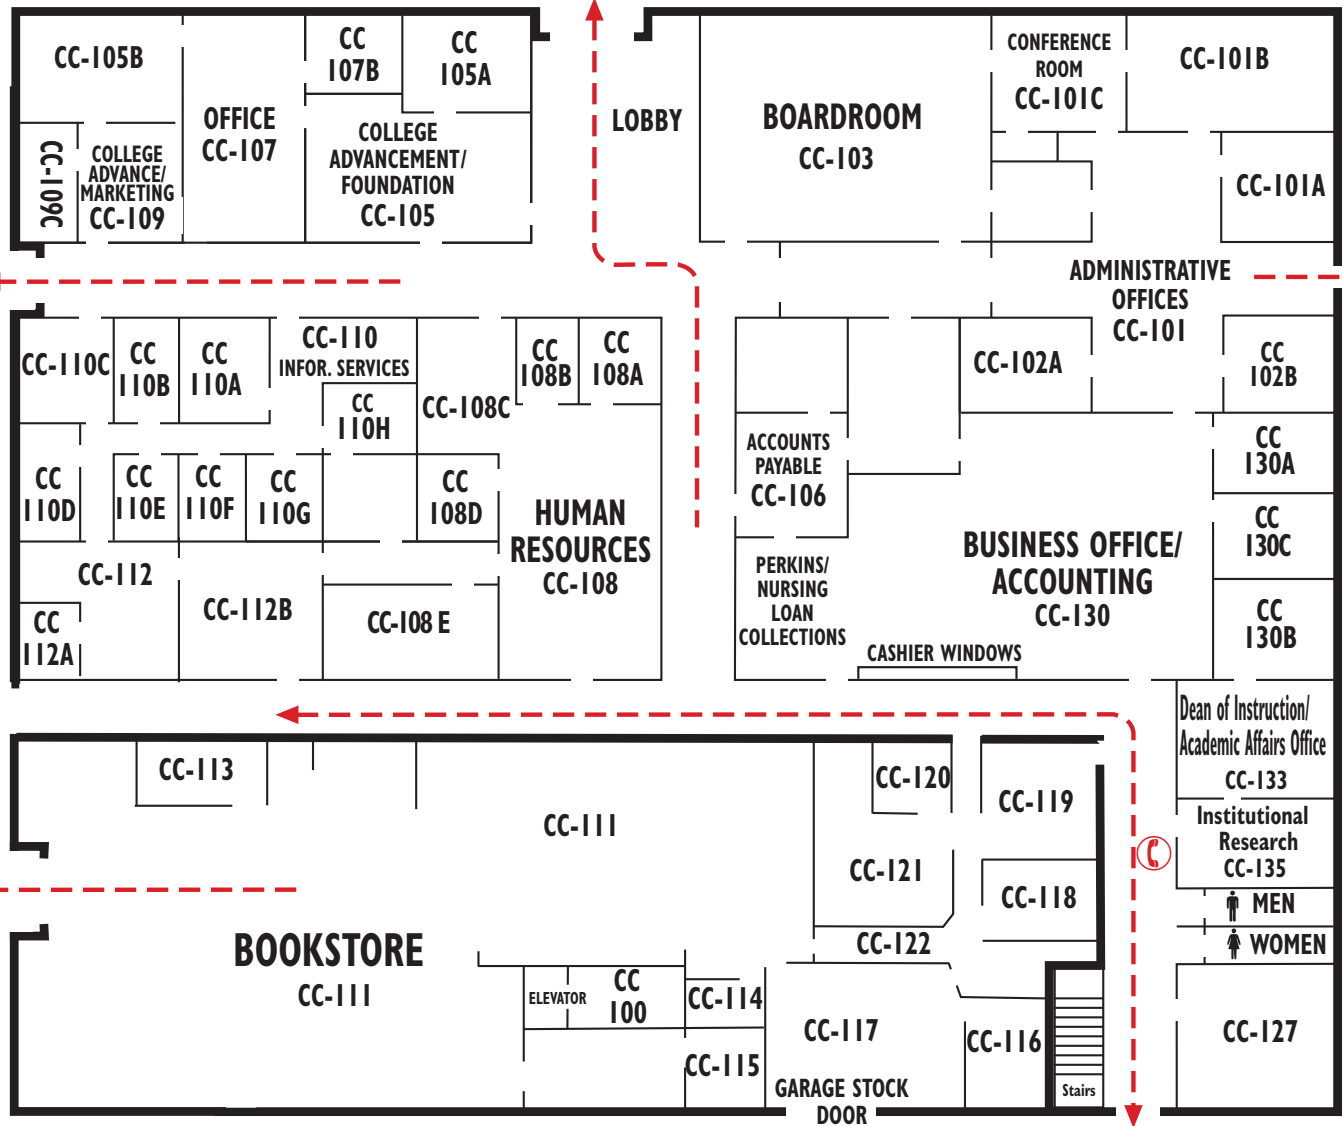 CC-105B
OFFICE
CC-107
CC
107B
CC
105A
COLLEGE
ADVANCEMENT/
FOUNDATION
CC-105
CC-109C
COLLEGE
ADVANCE/
MARKETING
CC-109
LOBBY
BOARDROOM
CC-103
CONFERENCE
ROOM
CC-101C
CC-101B
CC-101A
ADMINISTRATIVE
OFFICES
CC-101
CC-110C
CC
110B
CC
110A
CC-110
INFOR. SERVICES
CC
110H
CC-108C
CC
108B
CC
108A
CC-102A
CC
102B
CC
110D
CC
110E
CC
110F
CC
110G
CC
108D
HUMAN
RESOURCES
CC-108
ACCOUNTS
PAYABLE
CC-106
CC
130A
CC
130C
CC
130B
BUSINESS OFFICE/
ACCOUNTING
CC-130
PERKINS/
NURSING
LOAN
COLLECTIONS
CASHIER WINDOWS
CC-112
CC
112A
CC-112B
CC-108 E
Dean of Instruction/
Academic Affairs Office
CC-133
Institutional
Research
CC-135
MEN
WOMEN
CC-127
CC-113
CC-111
CC-120
CC-119
CC-121
CC-118
CC-122
BOOKSTORE
CC-111
ELEVATOR
CC
100
CC-114
CC-115
CC-117
CC-116
GARAGE STOCK
DOOR
Stairs